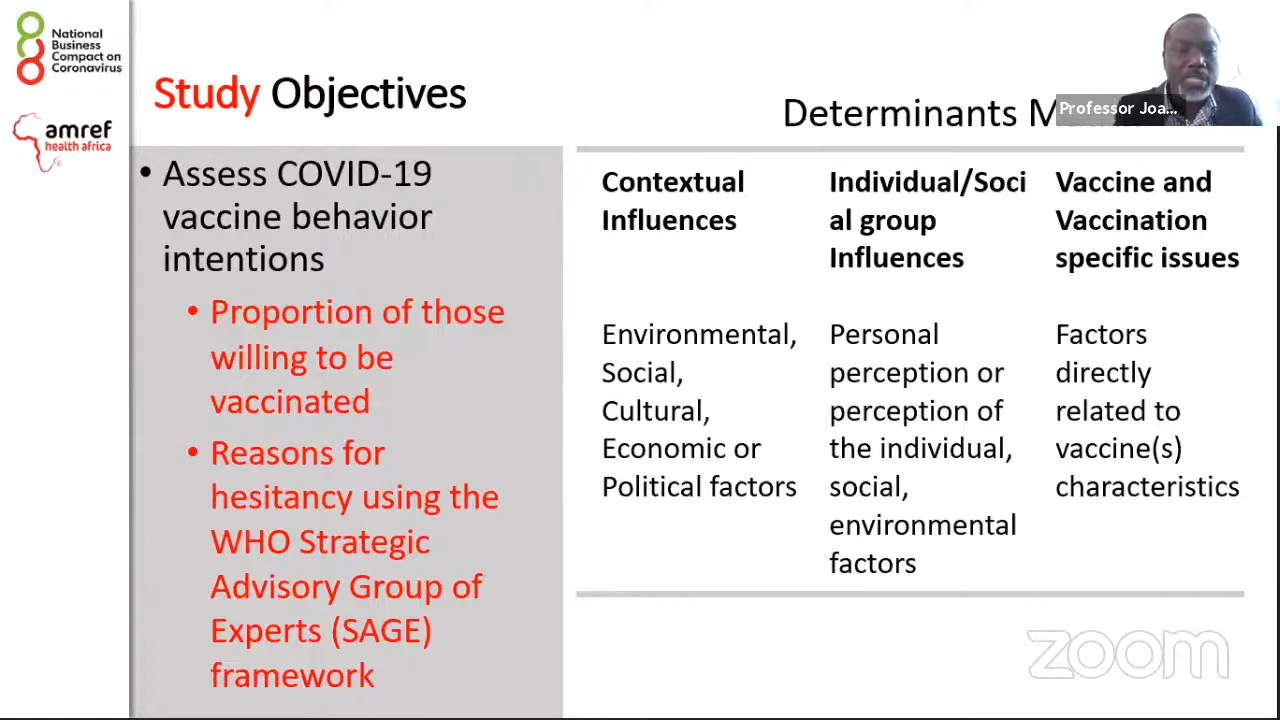 National
Business
Compact on
Coronavirus
amref
health africa
Study Objectives
• Assess COVID-19
vaccine behavior
intentions
• Proportion of those
willing to be
vaccinated
• Reasons for
hesitancy using the
WHO Strategic
Advisory Group of
Experts (SAGE)
framework
Determinants
Professor Joa...
Contextual
Influences
Individual/Soci
al group
Influences
Vaccine and
Vaccination
specific issues
Environmental,
Social,
Cultural,
Economic or
Political factors
Personal
perception or
perception of
the individual,
social,
environmental
factors
Factors
directly
related to
vaccine(s)
characteristics
zoom